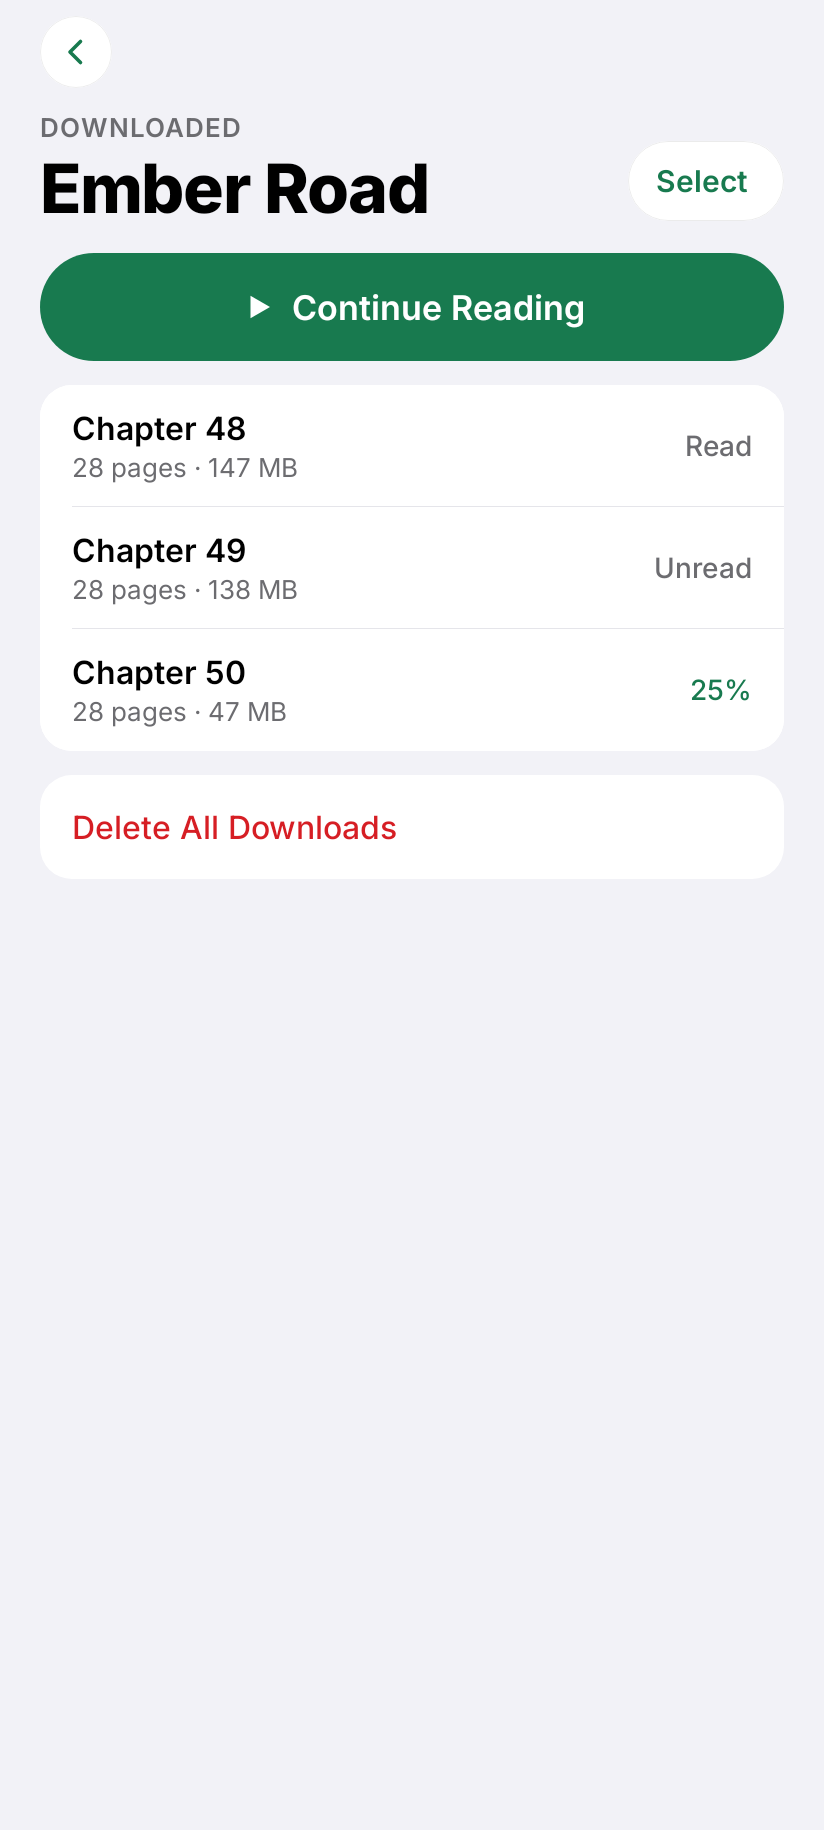 DOWNLOADED
Ember Road
Select
Continue Reading
Chapter 48
28 pages · 147 MB
Read
Chapter 49
28 pages · 138 MB
Unread
Chapter 50
28 pages · 47 MB
25%
Delete All Downloads